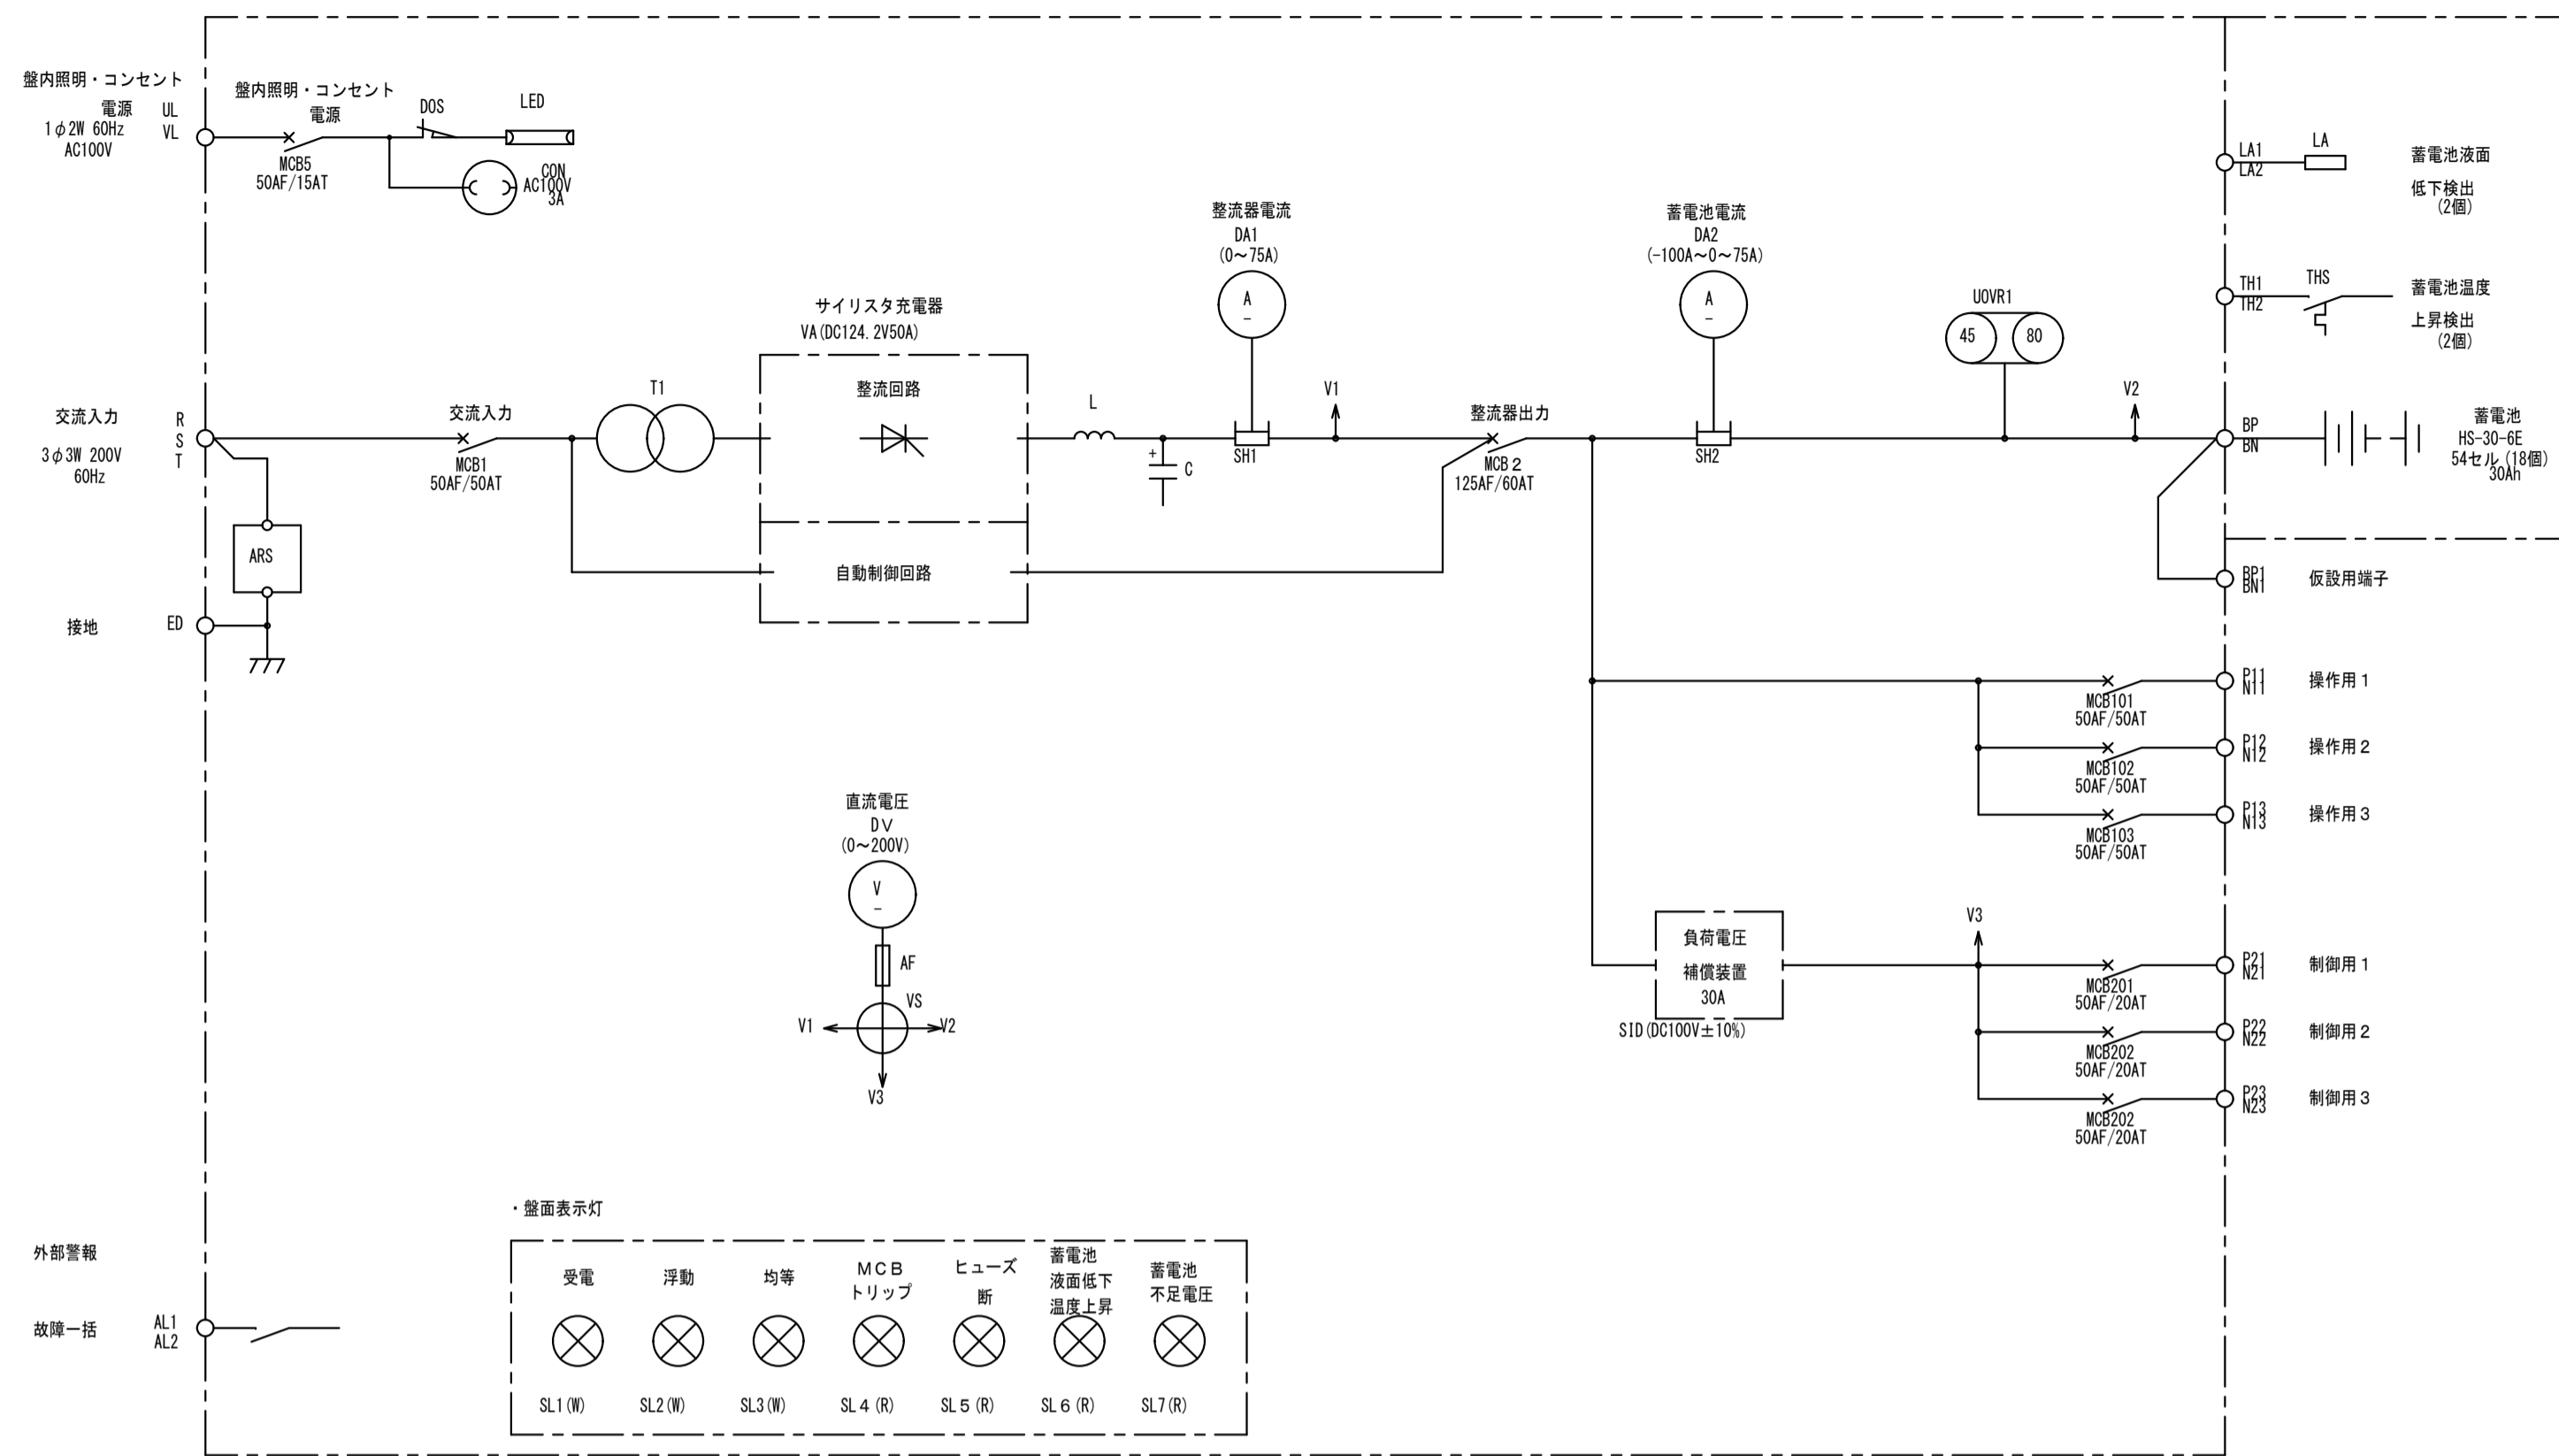 盤内照明・コンセント
電源
1φ2W 60Hz
AC100V
UL
VL
盤内照明・コンセント
電源
MCB5
50AF/15AT
DOS
LED
CON
AC100V
3A
交流入力
3φ3W 200V
60Hz
R
S
T
交流入力
MCB1
50AF/50AT
T1
サイリスタ充電器
VA(DC124.2V50A)
整流回路
自動制御回路
L
+
C
整流器電流
DA1
(0～75A)
A
−
SH1
V1
整流器出力
MCB２
125AF/60AT
蓄電池電流
DA2
(-100A～0～75A)
A
−
SH2
UOVR1
45
80
V2
LA1
LA2
LA
蓄電池液面
低下検出
(2個)
TH1
TH2
THS
蓄電池温度
上昇検出
(2個)
BP
BN
蓄電池
HS-30-6E
54セル(18個)
30Ah
BP1
BN1
仮設用端子
ARS
接地
ED
P11
N11
操作用１
MCB101
50AF/50AT
P12
N12
操作用２
MCB102
50AF/50AT
P13
N13
操作用３
MCB103
50AF/50AT
直流電圧
DＶ
(0～200V)
V
−
AF
VS
V1
V2
V3
負荷電圧
補償装置
30A
SID(DC100V±10%)
V3
P21
N21
制御用１
MCB201
50AF/20AT
P22
N22
制御用２
MCB202
50AF/20AT
P23
N23
制御用３
MCB202
50AF/20AT
・盤面表示灯
受電
浮動
均等
ＭＣＢ
トリップ
ヒューズ
断
蓄電池
液面低下
温度上昇
蓄電池
不足電圧
SL1(W)
SL2(W)
SL3(W)
SL４(R)
SL５(R)
SL６(R)
SL7(R)
外部警報
故障一括
AL1
AL2